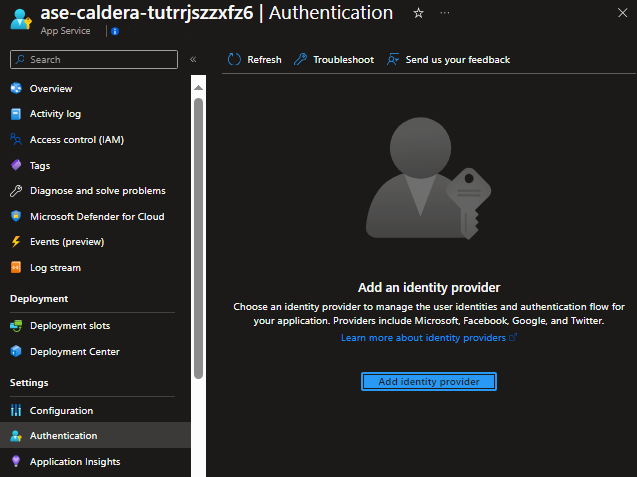 ase-caldera-tutrrjszzxfz6 | Authentication
App Service
Search
Refresh
Troubleshoot
Send us your feedback
Overview
Activity log
Access control (IAM)
Tags
Diagnose and solve problems
Microsoft Defender for Cloud
Events (preview)
Log stream
Deployment
Deployment slots
Deployment Center
Settings
Configuration
Authentication
Application Insights
Add an identity provider
Choose an identity provider to manage the user identities and authentication flow for
your application. Providers include Microsoft, Facebook, Google, and Twitter.
Learn more about identity providers
Add identity provider